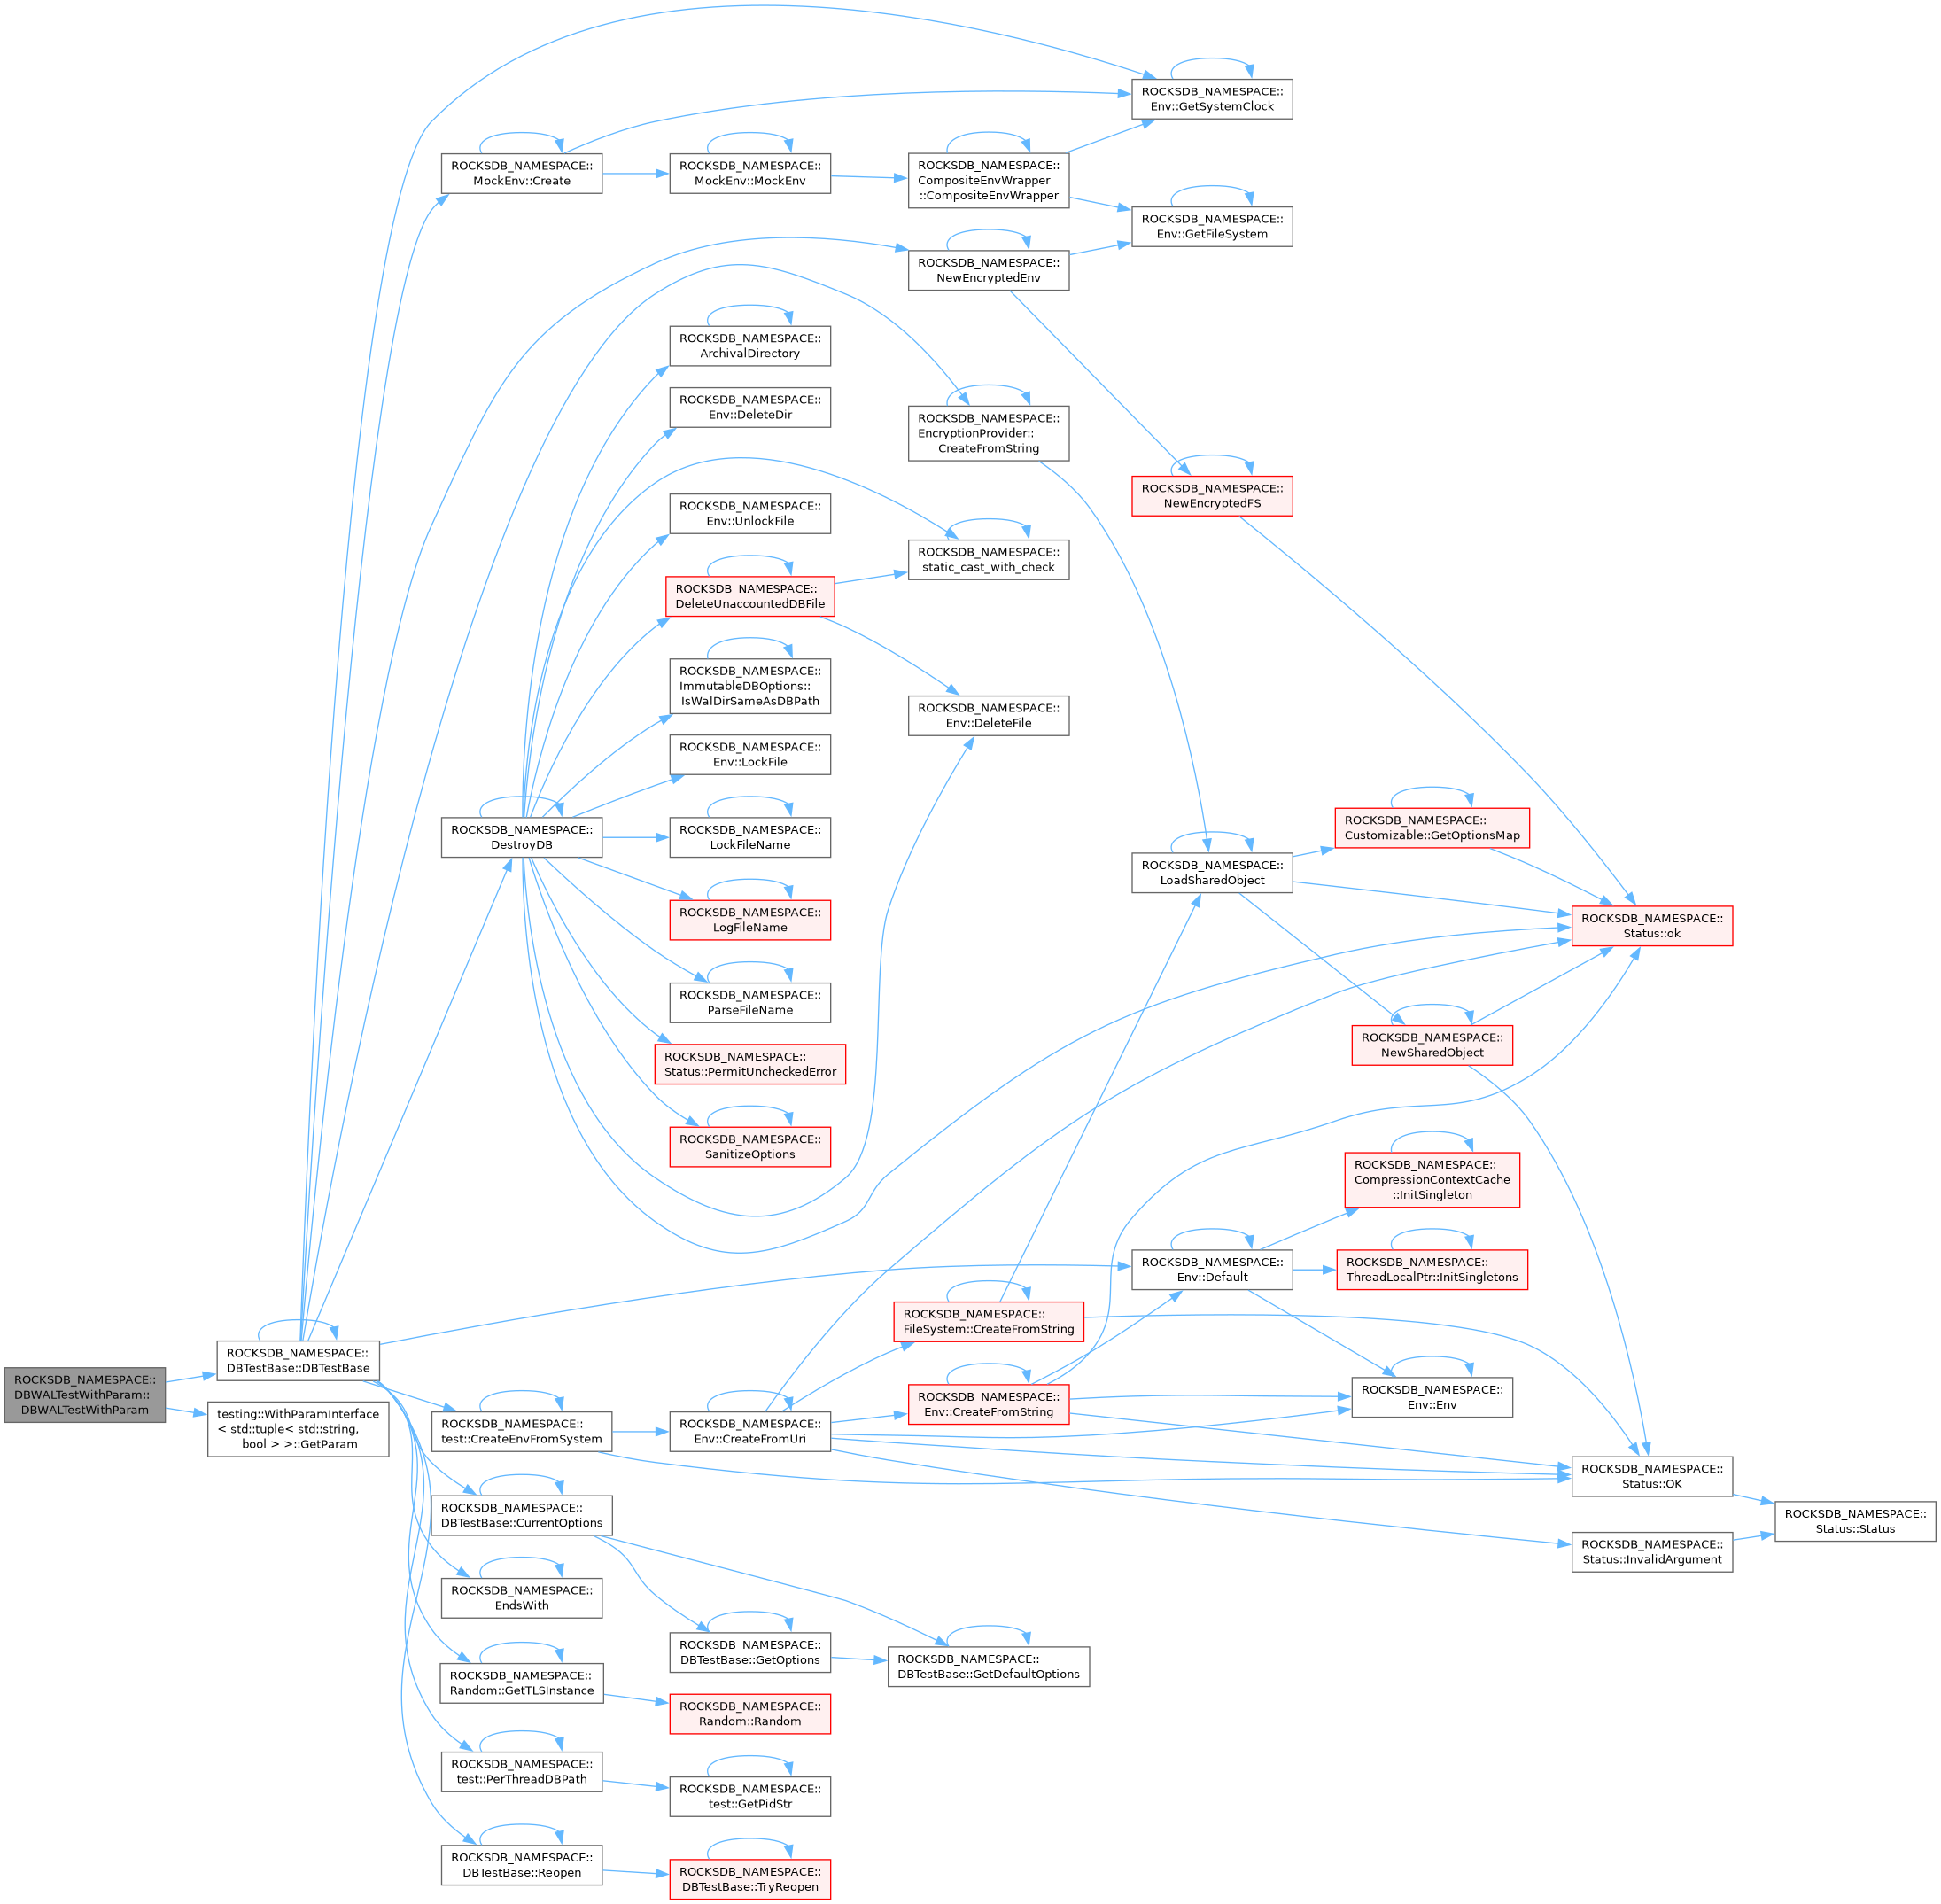 ROCKSDB_NAMESPACE::
DBWALTestWithParam::
DBWALTestWithParam
ROCKSDB_NAMESPACE::
DBTestBase::DBTestBase
testing::WithParamInterface
< std::tuple< std::string,
bool > >::GetParam
ROCKSDB_NAMESPACE::
MockEnv::Create
ROCKSDB_NAMESPACE::
DestroyDB
ROCKSDB_NAMESPACE::
test::CreateEnvFromSystem
ROCKSDB_NAMESPACE::
DBTestBase::CurrentOptions
ROCKSDB_NAMESPACE::
EndsWith
ROCKSDB_NAMESPACE::
Random::GetTLSInstance
ROCKSDB_NAMESPACE::
test::PerThreadDBPath
ROCKSDB_NAMESPACE::
DBTestBase::Reopen
ROCKSDB_NAMESPACE::
MockEnv::MockEnv
ROCKSDB_NAMESPACE::
ArchivalDirectory
ROCKSDB_NAMESPACE::
Env::DeleteDir
ROCKSDB_NAMESPACE::
Env::UnlockFile
ROCKSDB_NAMESPACE::
DeleteUnaccountedDBFile
ROCKSDB_NAMESPACE::
ImmutableDBOptions::
IsWalDirSameAsDBPath
ROCKSDB_NAMESPACE::
Env::LockFile
ROCKSDB_NAMESPACE::
LockFileName
ROCKSDB_NAMESPACE::
LogFileName
ROCKSDB_NAMESPACE::
ParseFileName
ROCKSDB_NAMESPACE::
Status::PermitUncheckedError
ROCKSDB_NAMESPACE::
SanitizeOptions
ROCKSDB_NAMESPACE::
Env::CreateFromUri
ROCKSDB_NAMESPACE::
DBTestBase::GetOptions
ROCKSDB_NAMESPACE::
Random::Random
ROCKSDB_NAMESPACE::
test::GetPidStr
ROCKSDB_NAMESPACE::
DBTestBase::TryReopen
ROCKSDB_NAMESPACE::
CompositeEnvWrapper
::CompositeEnvWrapper
ROCKSDB_NAMESPACE::
NewEncryptedEnv
ROCKSDB_NAMESPACE::
EncryptionProvider::
CreateFromString
ROCKSDB_NAMESPACE::
static_cast_with_check
ROCKSDB_NAMESPACE::
Env::DeleteFile
ROCKSDB_NAMESPACE::
FileSystem::CreateFromString
ROCKSDB_NAMESPACE::
Env::CreateFromString
ROCKSDB_NAMESPACE::
DBTestBase::GetDefaultOptions
ROCKSDB_NAMESPACE::
Env::GetSystemClock
ROCKSDB_NAMESPACE::
Env::GetFileSystem
ROCKSDB_NAMESPACE::
NewEncryptedFS
ROCKSDB_NAMESPACE::
LoadSharedObject
ROCKSDB_NAMESPACE::
Env::Default
ROCKSDB_NAMESPACE::
Customizable::GetOptionsMap
ROCKSDB_NAMESPACE::
NewSharedObject
ROCKSDB_NAMESPACE::
CompressionContextCache
::InitSingleton
ROCKSDB_NAMESPACE::
ThreadLocalPtr::InitSingletons
ROCKSDB_NAMESPACE::
Env::Env
ROCKSDB_NAMESPACE::
Status::ok
ROCKSDB_NAMESPACE::
Status::OK
ROCKSDB_NAMESPACE::
Status::InvalidArgument
ROCKSDB_NAMESPACE::
Status::Status